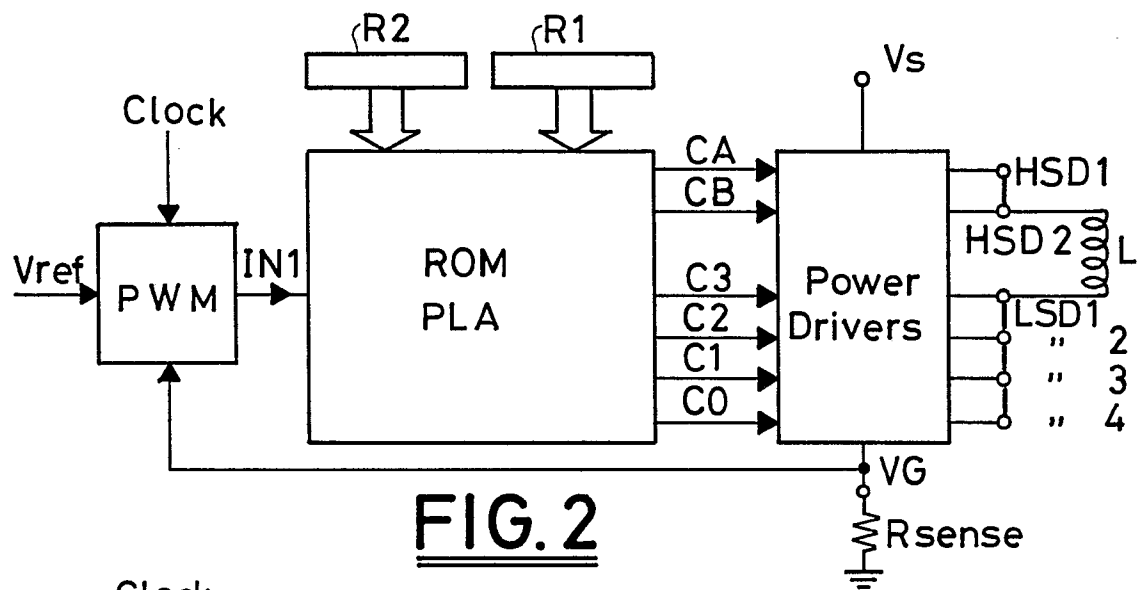 R2
R1
Vs
Clock
CA
HSD1
CB
HSD2
L
Vref
PWM
IN1
ROM
PLA
C3
C2
C1
C0
Power
Drivers
LSD1
" 2
" 3
" 4
VG
Rsense
FIG. 2